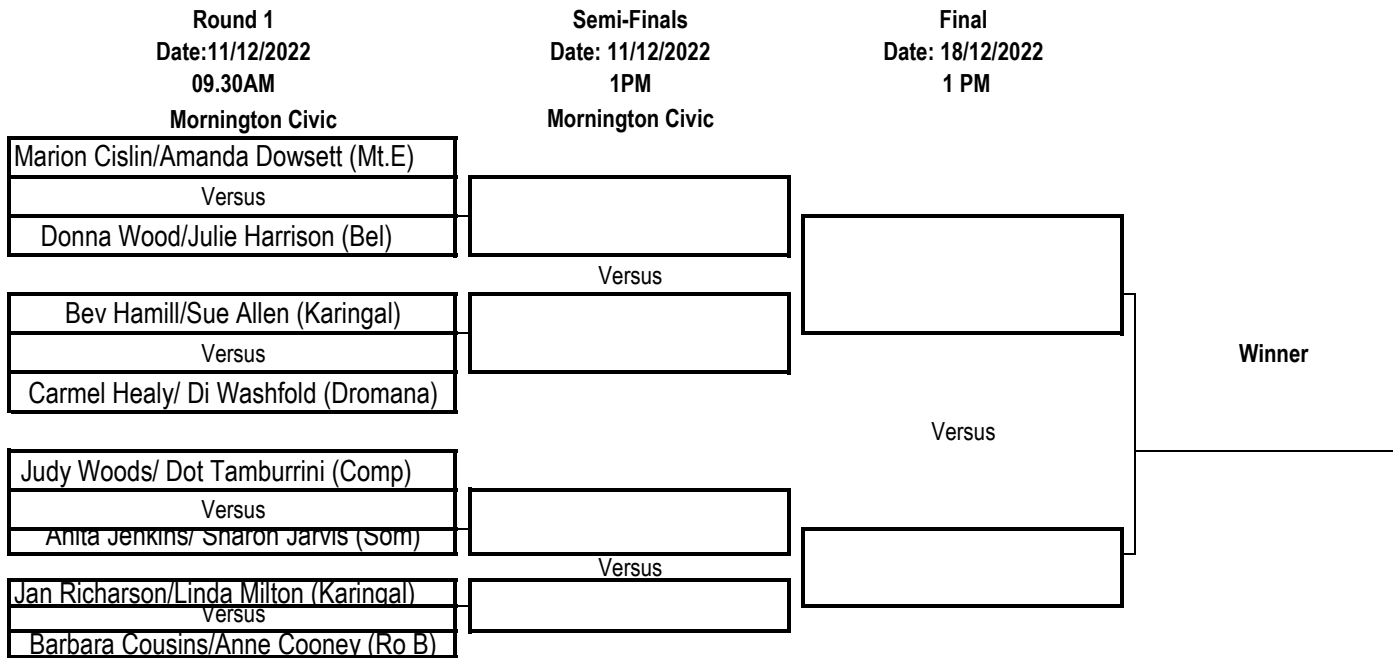 Round 1
Date:11/12/2022
09.30AM
Mornington Civic
Semi-Finals
Date: 11/12/2022
1PM
Mornington Civic
Final
Date: 18/12/2022
1 PM
Marion Cislin/Amanda Dowsett (Mt.E)
Versus
Donna Wood/Julie Harrison (Bel)
Bev Hamill/Sue Allen (Karingal)
Versus
Carmel Healy/ Di Washfold (Dromana)
Judy Woods/ Dot Tamburrini (Comp)
Versus
Anita Jenkins/ Sharon Jarvis (Som)
Jan Richarson/Linda Milton (Karingal)
Versus
Barbara Cousins/Anne Cooney (Ro B)
Versus
Versus
Versus
Winner